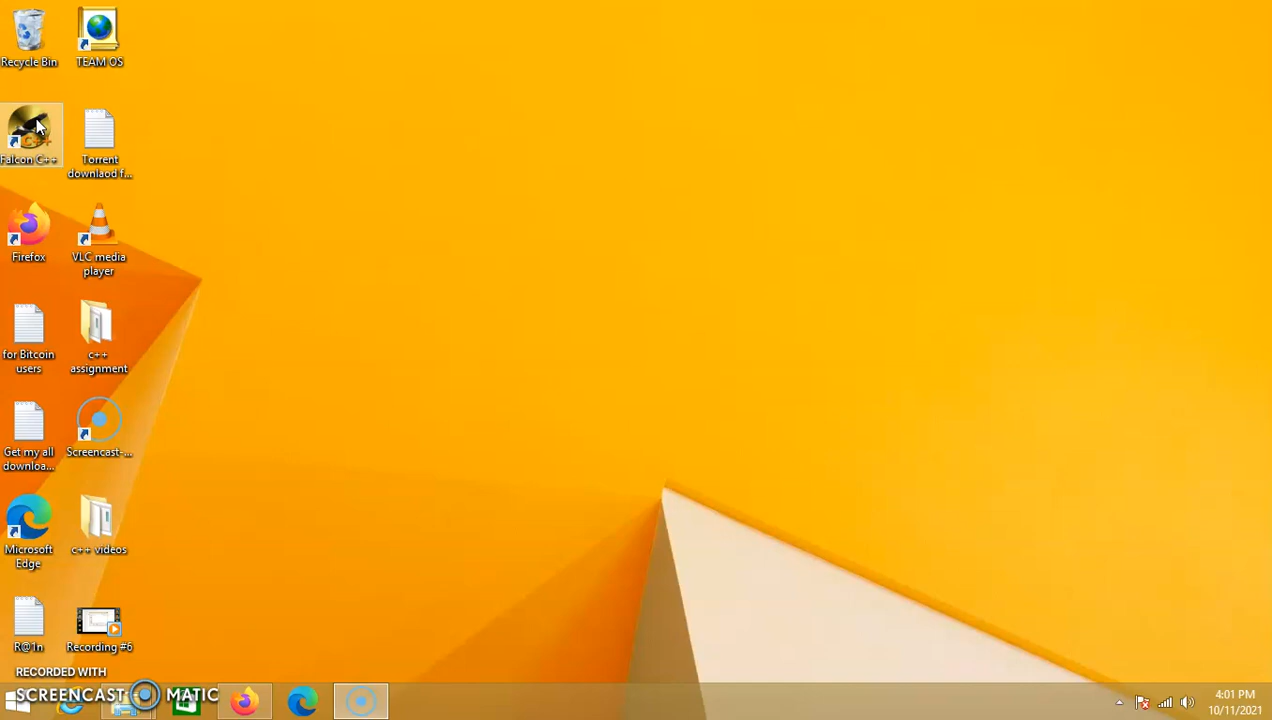 Recycle Bin
TEAM OS
C++
Falcon C++
Torrent
downlaod f...
Firefox
VLC media
player
for Bitcoin
users
c++
assignment
Get my all
downloa...
Screencast-...
Microsoft
Edge
c++ videos
R@1n
Recording #6
RECORDED WITH
SCREENCAST MATIC
4:01 PM
10/11/2021